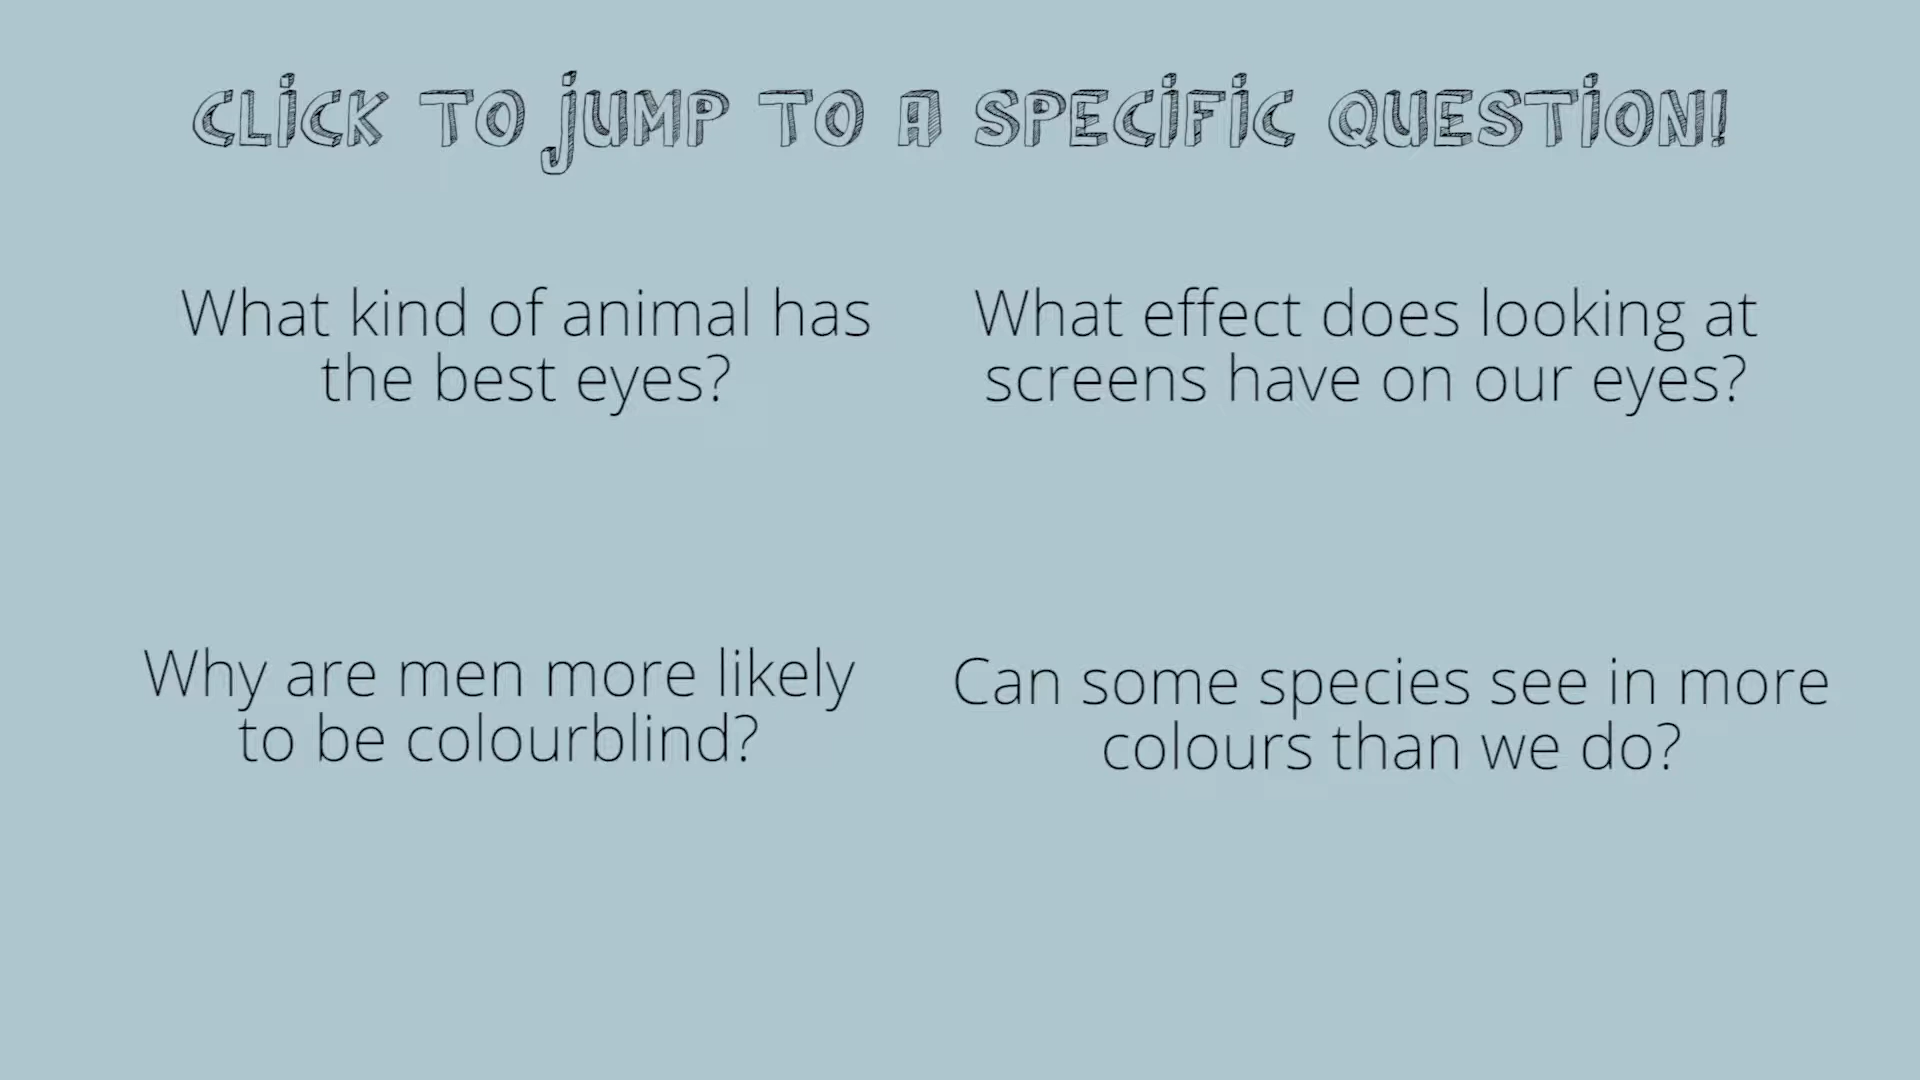 CLiCK TO jUMP TO A SPECiFiC QUESTiON!
What kind of animal has
the best eyes?
What effect does looking at
screens have on our eyes?
Why are men more likely
to be colourblind?
Can some species see in more
colours than we do?